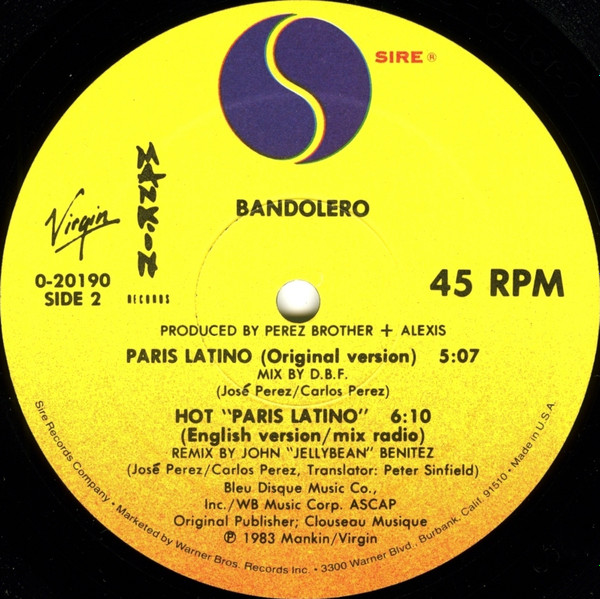 SIRE ®
BANDOLERO
Virgin
MANKIN
RECORDS
0-20190
SIDE 2
45 RPM
PRODUCED BY PEREZ BROTHER + ALEXIS
PARIS LATINO (Original version) 5:07
MIX BY D.B.F.
(José Perez/Carlos Perez)
HOT "PARIS LATINO" 6:10
(English version/mix radio)
REMIX BY JOHN "JELLYBEAN" BENITEZ
(José Perez/Carlos Perez, Translator: Peter Sinfield)
Bleu Disque Music Co.,
Inc./WB Music Corp. ASCAP
Original Publisher; Clouseau Musique
℗ 1983 Mankin/Virgin
Sire Records Company • Marketed by Warner Bros. Records Inc. • 3300 Warner Blvd., Burbank, Calif. 91510 • Made in U.S.A.